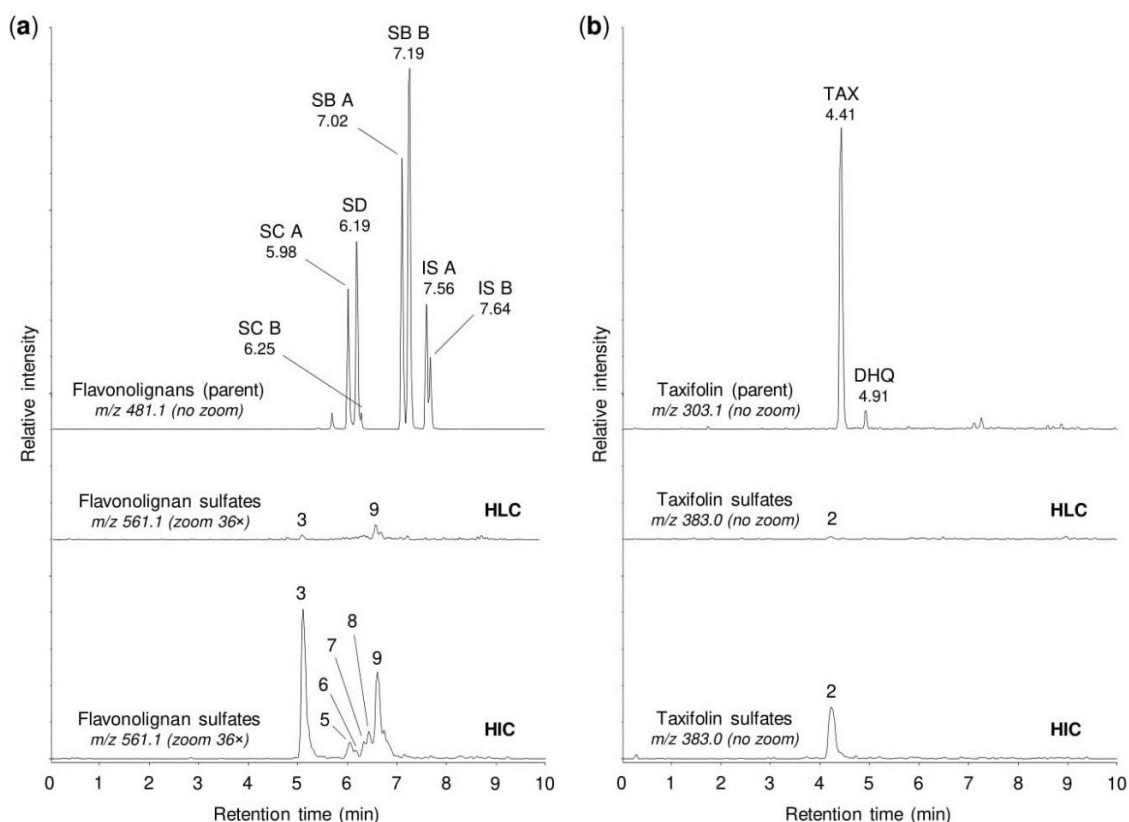 (a)
SB B
7.19
SB A
7.02
SD
6.19
SC A
5.98
IS A
7.56
IS B
7.64
SC B
6.25
Flavonolignans (parent)
m/z 481.1 (no zoom)
Flavonolignan sulfates
m/z 561.1 (zoom 36×)
3
9
HLC
3
8
7
9
6
5
Flavonolignan sulfates
m/z 561.1 (zoom 36×)
HIC
Relative intensity
0 1 2 3 4 5 6 7 8 9 10
Retention time (min)
(b)
TAX
4.41
DHQ
4.91
Taxifolin (parent)
m/z 303.1 (no zoom)
Taxifolin sulfates
m/z 383.0 (no zoom)
2
HLC
2
Taxifolin sulfates
m/z 383.0 (no zoom)
HIC
Relative intensity
0 1 2 3 4 5 6 7 8 9 10
Retention time (min)